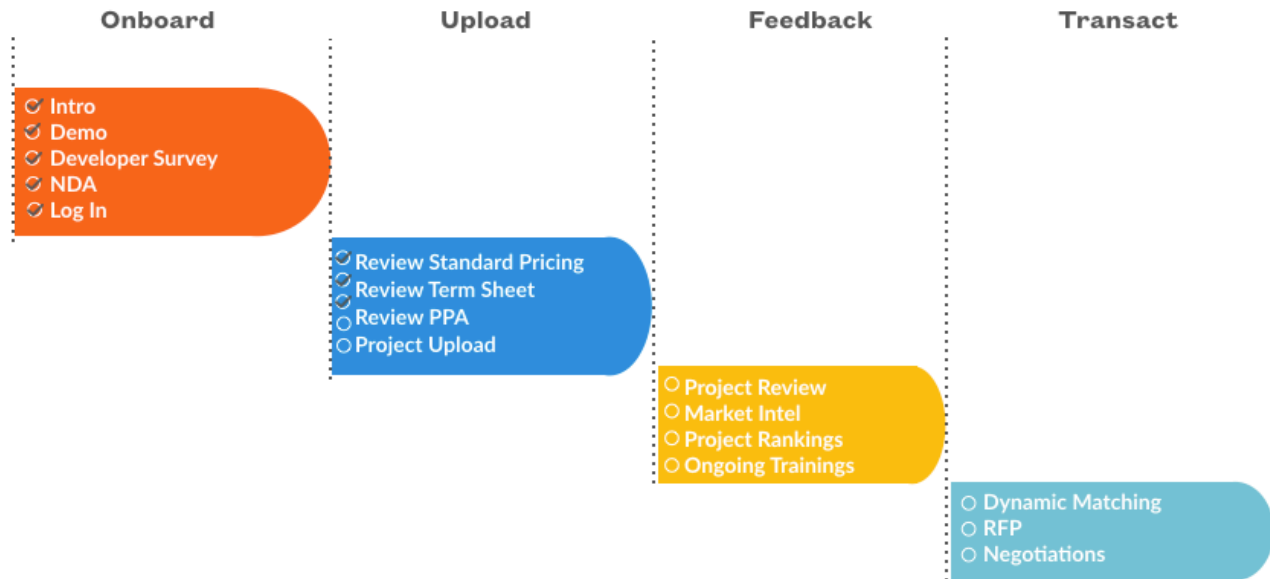 Onboard
Upload
Feedback
Transact
Intro
Demo
Developer Survey
NDA
Log In
Review Standard Pricing
Review Term Sheet
Review PPA
Project Upload
Project Review
Market Intel
Project Rankings
Ongoing Trainings
Dynamic Matching
RFP
Negotiations